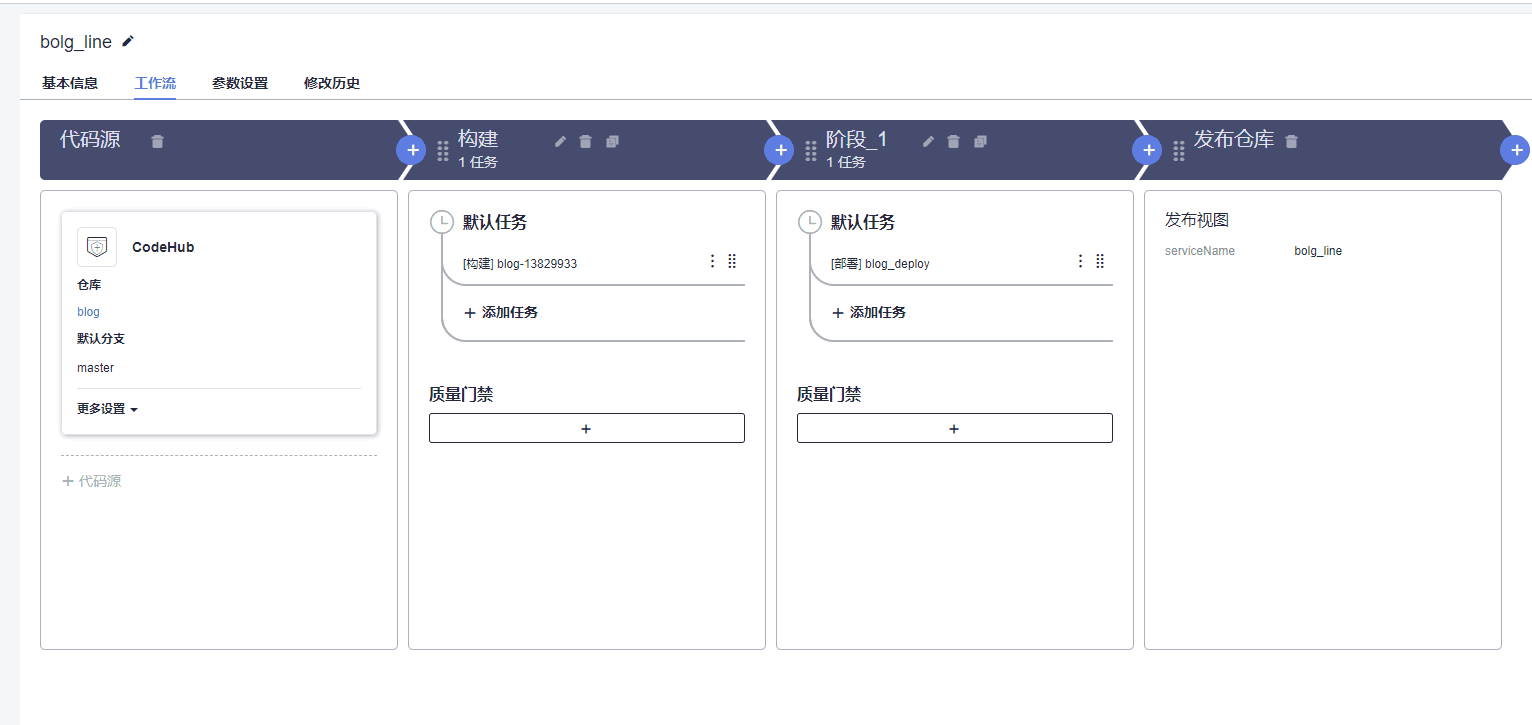 bolg_line
基本信息 工作流 参数设置 修改历史
代码源
构建
1 任务
阶段_1
1 任务
发布仓库
CodeHub
仓库
blog
默认分支
master
更多设置
代码源
默认任务
[构建] blog-13829933
添加任务
质量门禁
+
默认任务
[部署] blog_deploy
添加任务
质量门禁
+
发布视图
serviceName bolg_line